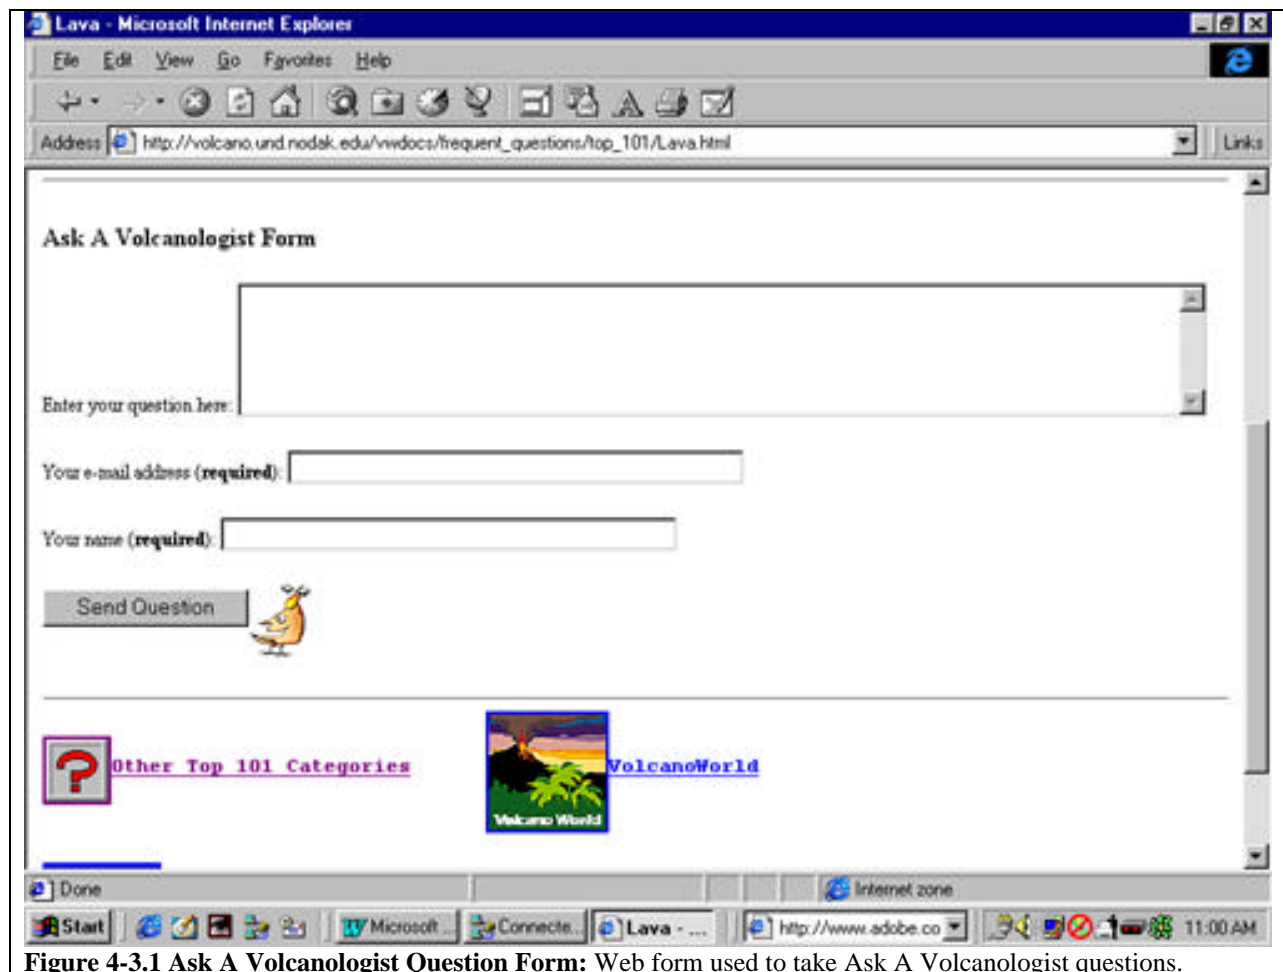 Lava - Microsoft Internet Explorer
File Edit View Go Favorites Help
Address http://volcano.und.nodak.edu/vwdocs/frequent_questions/top_101/Lava.html Links
Ask A Volcanologist Form
Enter your question here:
Your e-mail address (required):
Your name (required):
Send Question
?Other Top 101 Categories VolcanoWorld
Volcano World
Done Internet zone
Start Microsoft ... Connecte... Lava - ... http://www.adobe.co 11:00 AM
Figure 4-3.1 Ask A Volcanologist Question Form: Web form used to take Ask A Volcanologist questions.